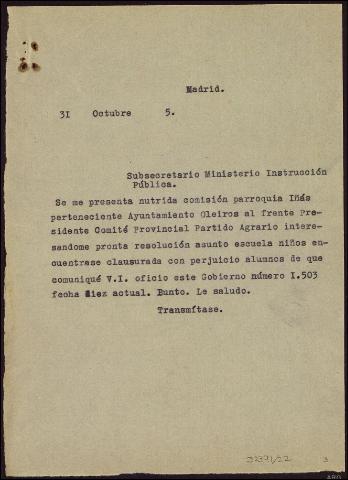 Madrid.
31 Octubre 5.
Subsecretario Ministerio Instrucción
Pública.
Se me presenta nutrida comisión parroquia Iñás
perteneciente Ayuntamiento Oleiros al frente Pre-
sidente Comité Provincial Partido Agrario intere-
sandome pronta resolución asunto escuela niños en-
cuentrase clausurada con perjuicio alumnos de que
comuniqué V.I. oficio este Gobierno número I.503
fecha diez actual. Punto. Le saludo.
Transmítase.
3